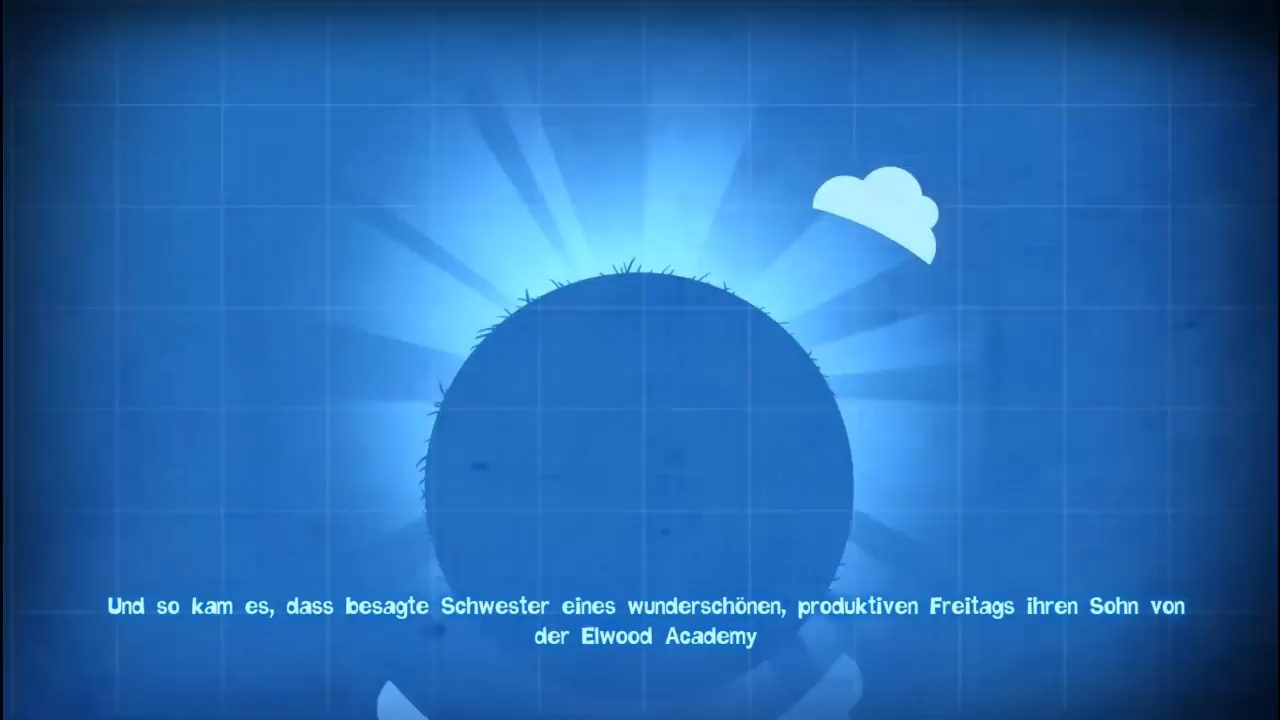 Und so kam es, dass besagte Schwester eines wunderschönen, produktiven Freitags ihren Sohn von
der Elwood Academy